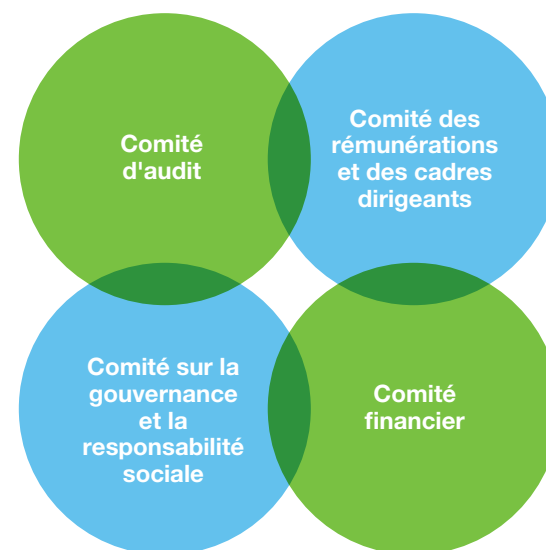 Comité
d'audit
Comité des
rémunérations
et des cadres
dirigeants
Comité sur la
gouvernance
et la
responsabilité
sociale
Comité
financier